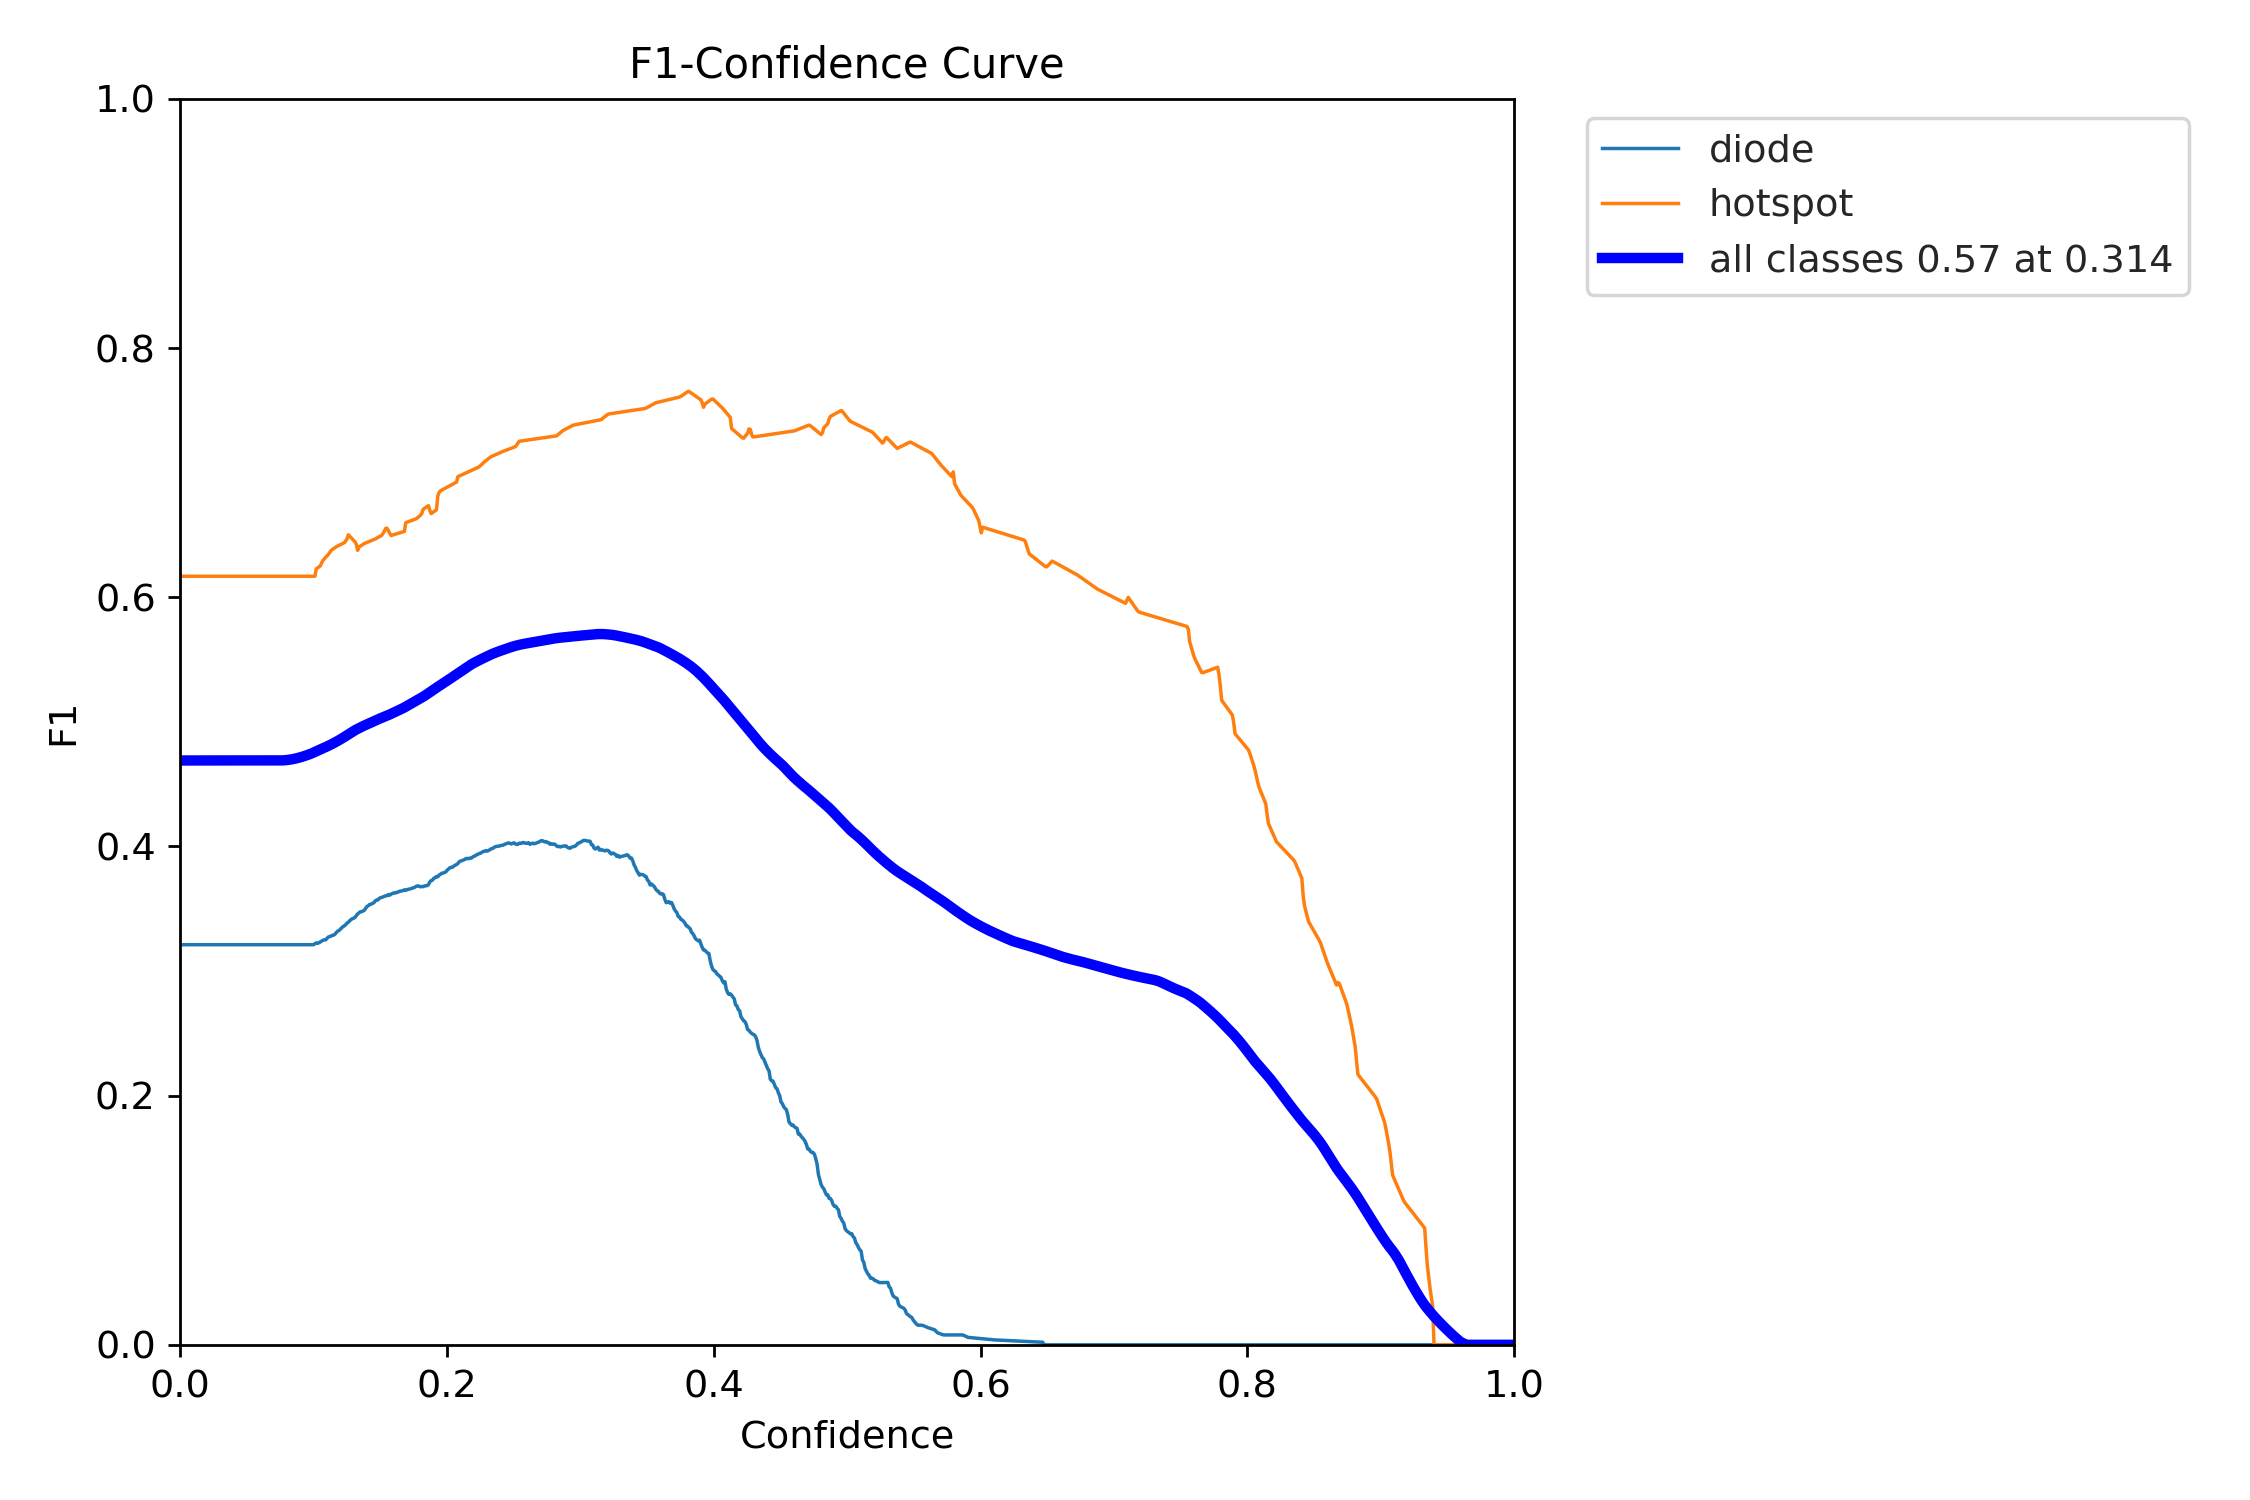 F1-Confidence Curve
1.0
0.8
0.6
0.4
0.2
0.0
F1
0.0 0.2 0.4 0.6 0.8 1.0
Confidence
diode
hotspot
all classes 0.57 at 0.314